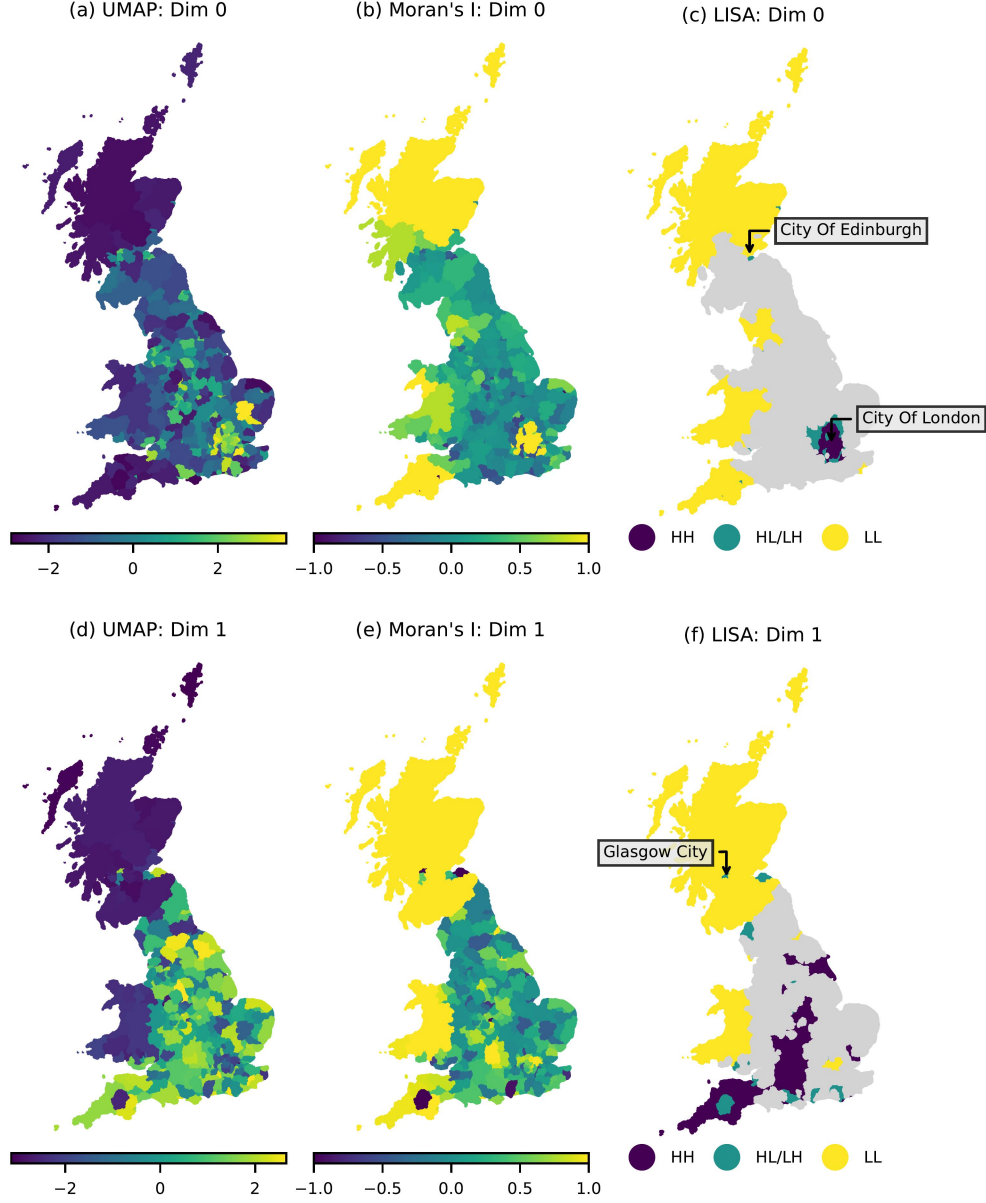 (a) UMAP: Dim 0
(b) Moran's I: Dim 0
(c) LISA: Dim 0
City Of Edinburgh
City Of London
HH
HL/LH
LL
−2
0
2
−1.0
−0.5
0.0
0.5
1.0
(d) UMAP: Dim 1
(e) Moran's I: Dim 1
(f) LISA: Dim 1
Glasgow City
HH
HL/LH
LL
−2
0
2
−1.0
−0.5
0.0
0.5
1.0